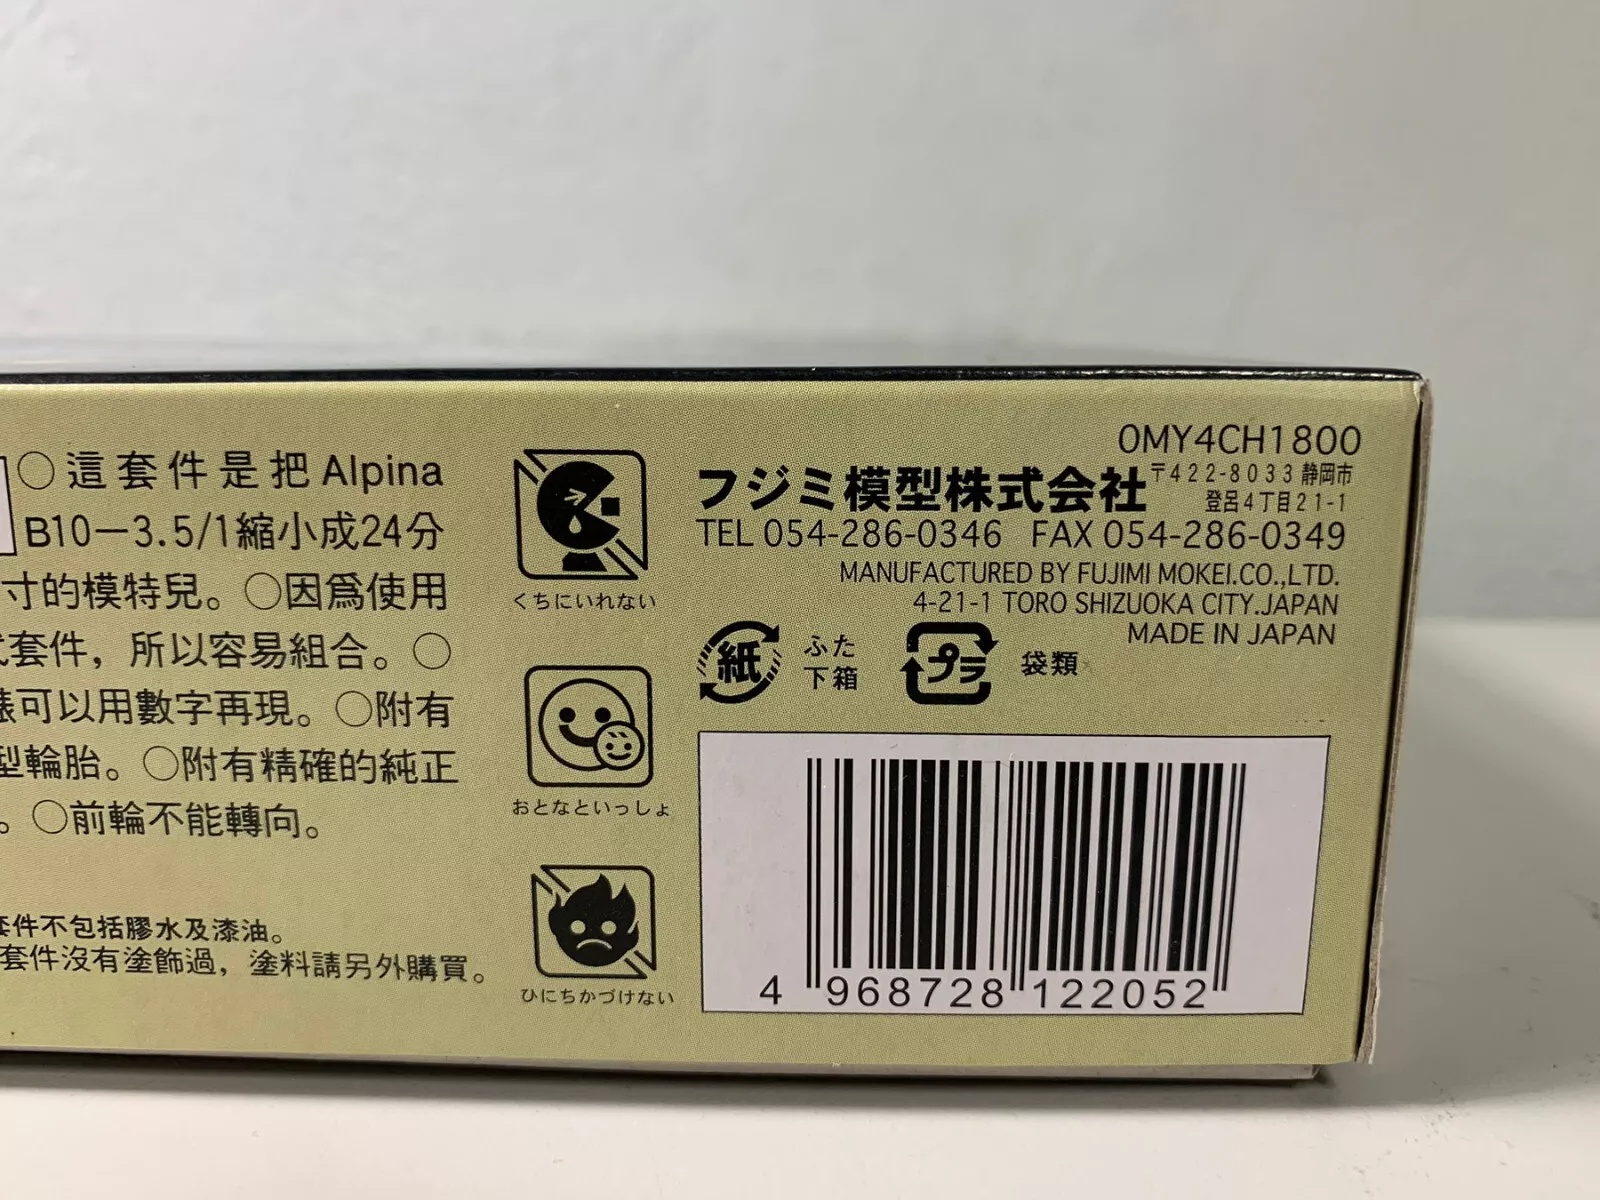 ○這套件是把Alpina
B10－3.5/1縮小成24分
寸的模特兒。○因爲使用
套件，所以容易組合。○
可以用數字再現。○附有
型輪胎。○附有精確的純正
。○前輪不能轉向。
套件不包括膠水及漆油。
套件沒有塗飾過，塗料請另外購買。
くちにいれない
おとなといっしょ
ひにちかづけない
0MY4CH1800
フジミ模型株式会社
〒422-8033 静岡市
登呂4丁目21-1
TEL 054-286-0346 FAX 054-286-0349
MANUFACTURED BY FUJIMI MOKEI.CO.,LTD.
4-21-1 TORO SHIZUOKA CITY.JAPAN
MADE IN JAPAN
紙 ふた
下箱
プラ 袋類
4 968728 122052